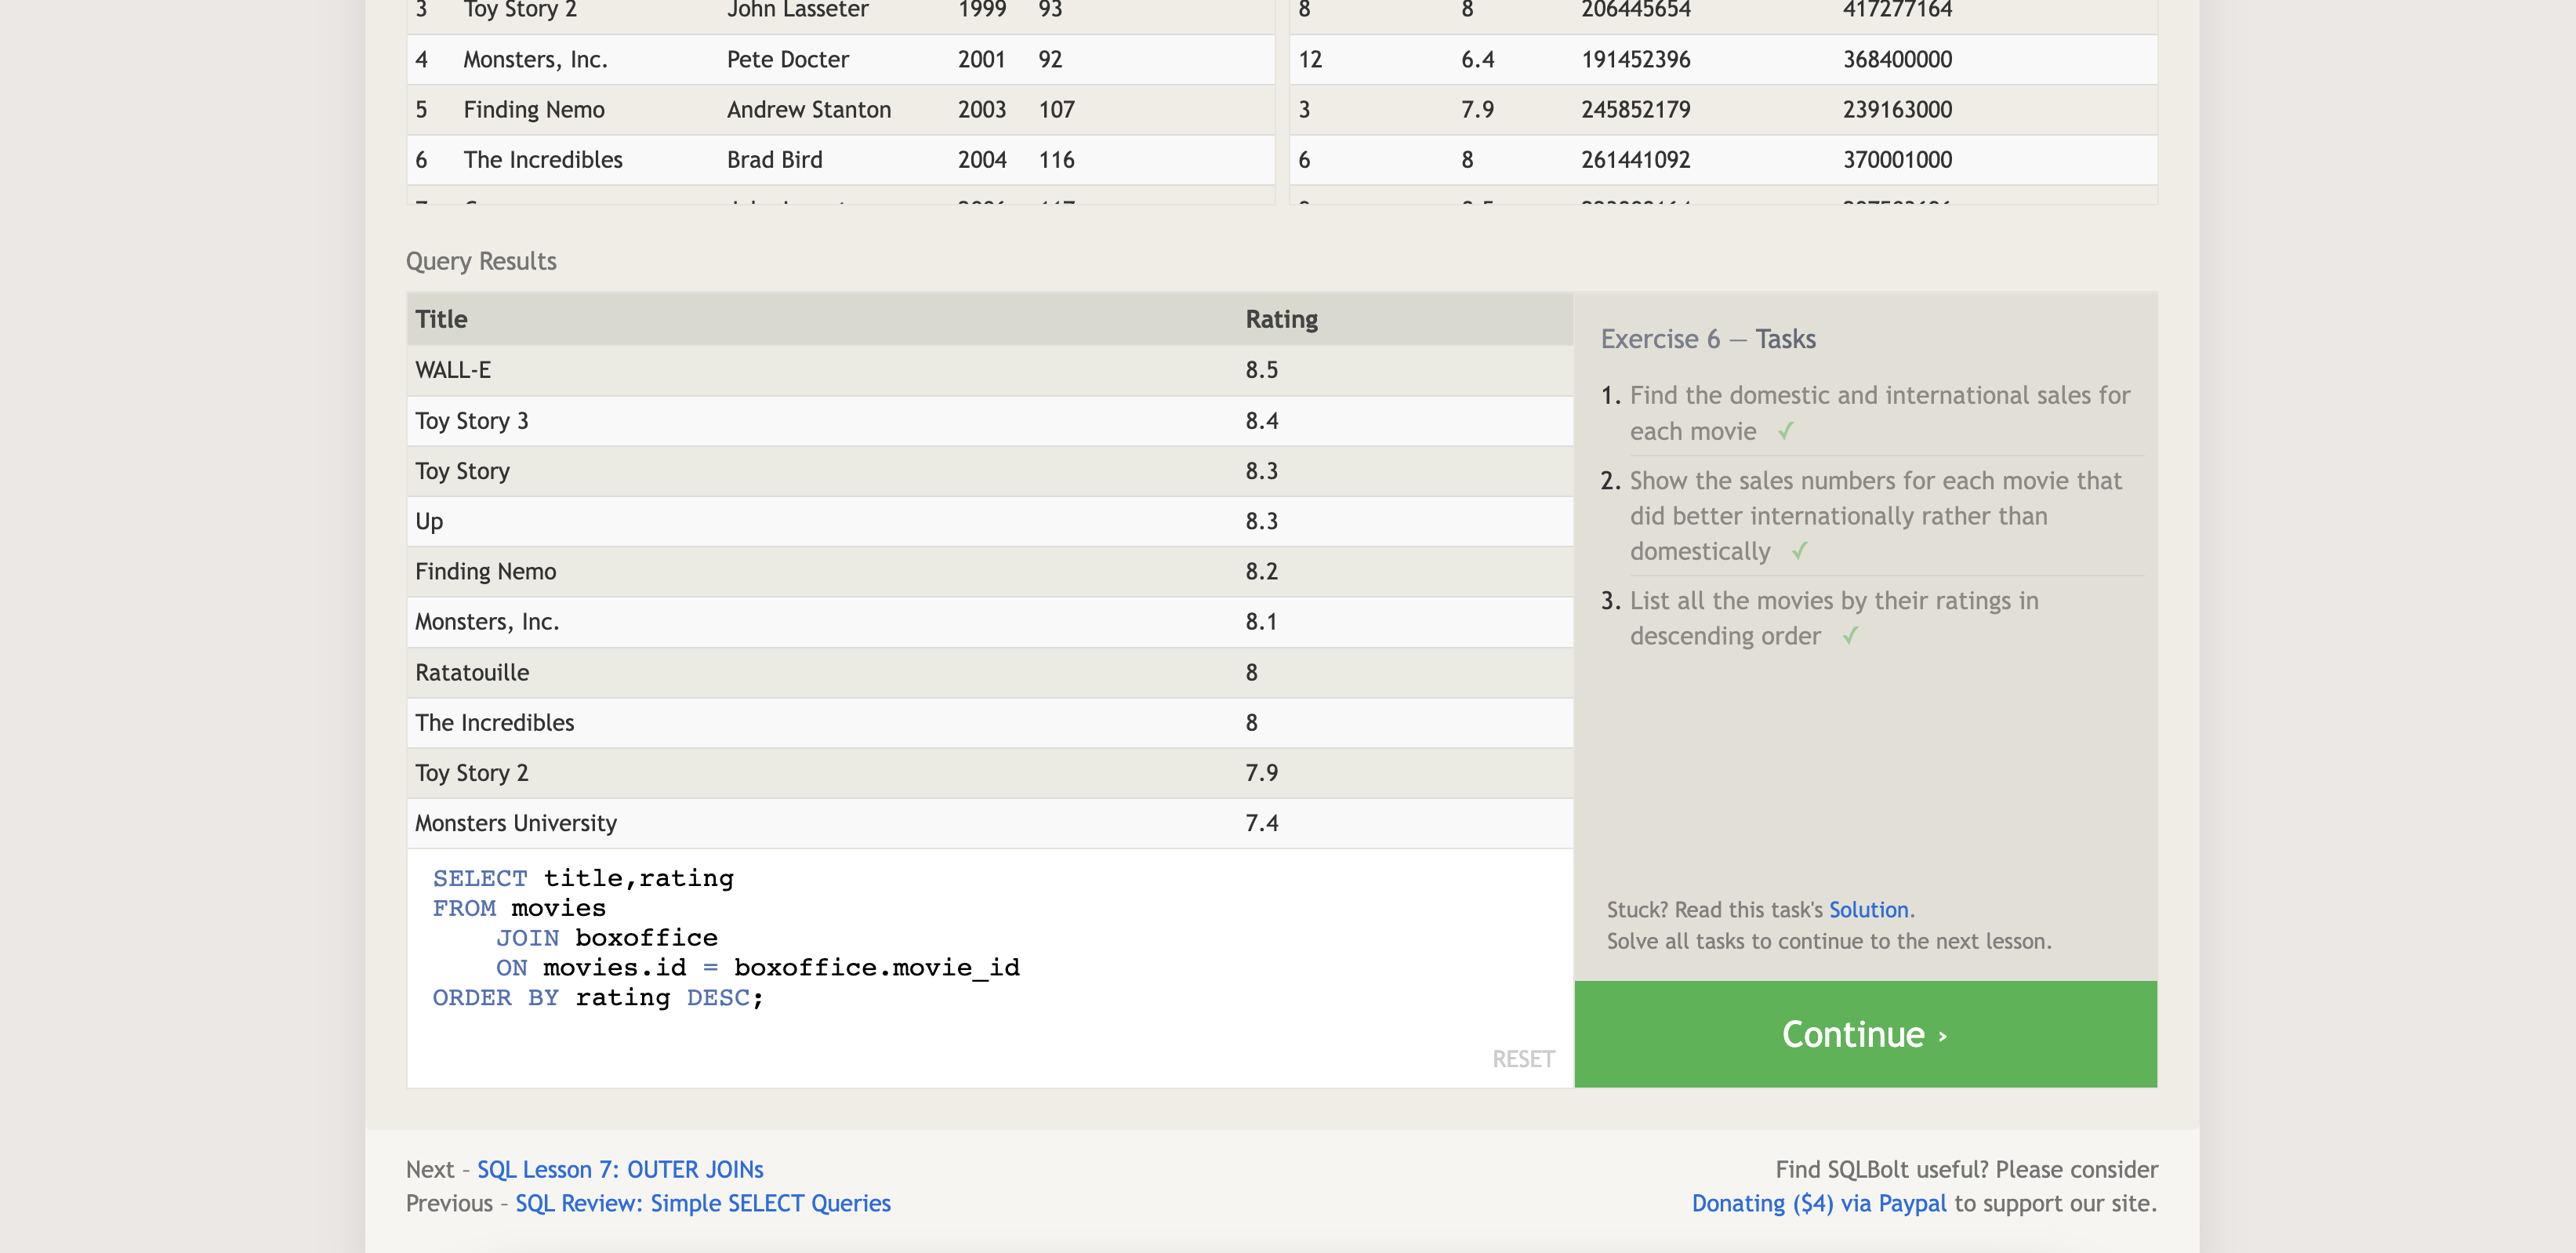 3 Toy Story 2 John Lasseter 1999 93
4 Monsters, Inc. Pete Docter 2001 92
5 Finding Nemo Andrew Stanton 2003 107
6 The Incredibles Brad Bird 2004 116
8 8 206445654 417277164
12 6.4 191452396 368400000
3 7.9 245852179 239163000
6 8 261441092 370001000
Query Results
Title Rating
WALL-E 8.5
Toy Story 3 8.4
Toy Story 8.3
Up 8.3
Finding Nemo 8.2
Monsters, Inc. 8.1
Ratatouille 8
The Incredibles 8
Toy Story 2 7.9
Monsters University 7.4
SELECT title,rating
FROM movies
JOIN boxoffice
ON movies.id = boxoffice.movie_id
ORDER BY rating DESC;
RESET
Exercise 6 — Tasks
1. Find the domestic and international sales for
each movie ✓
2. Show the sales numbers for each movie that
did better internationally rather than
domestically ✓
3. List all the movies by their ratings in
descending order ✓
Stuck? Read this task's Solution.
Solve all tasks to continue to the next lesson.
Continue ›
Next – SQL Lesson 7: OUTER JOINs
Previous – SQL Review: Simple SELECT Queries
Find SQLBolt useful? Please consider
Donating ($4) via Paypal to support our site.